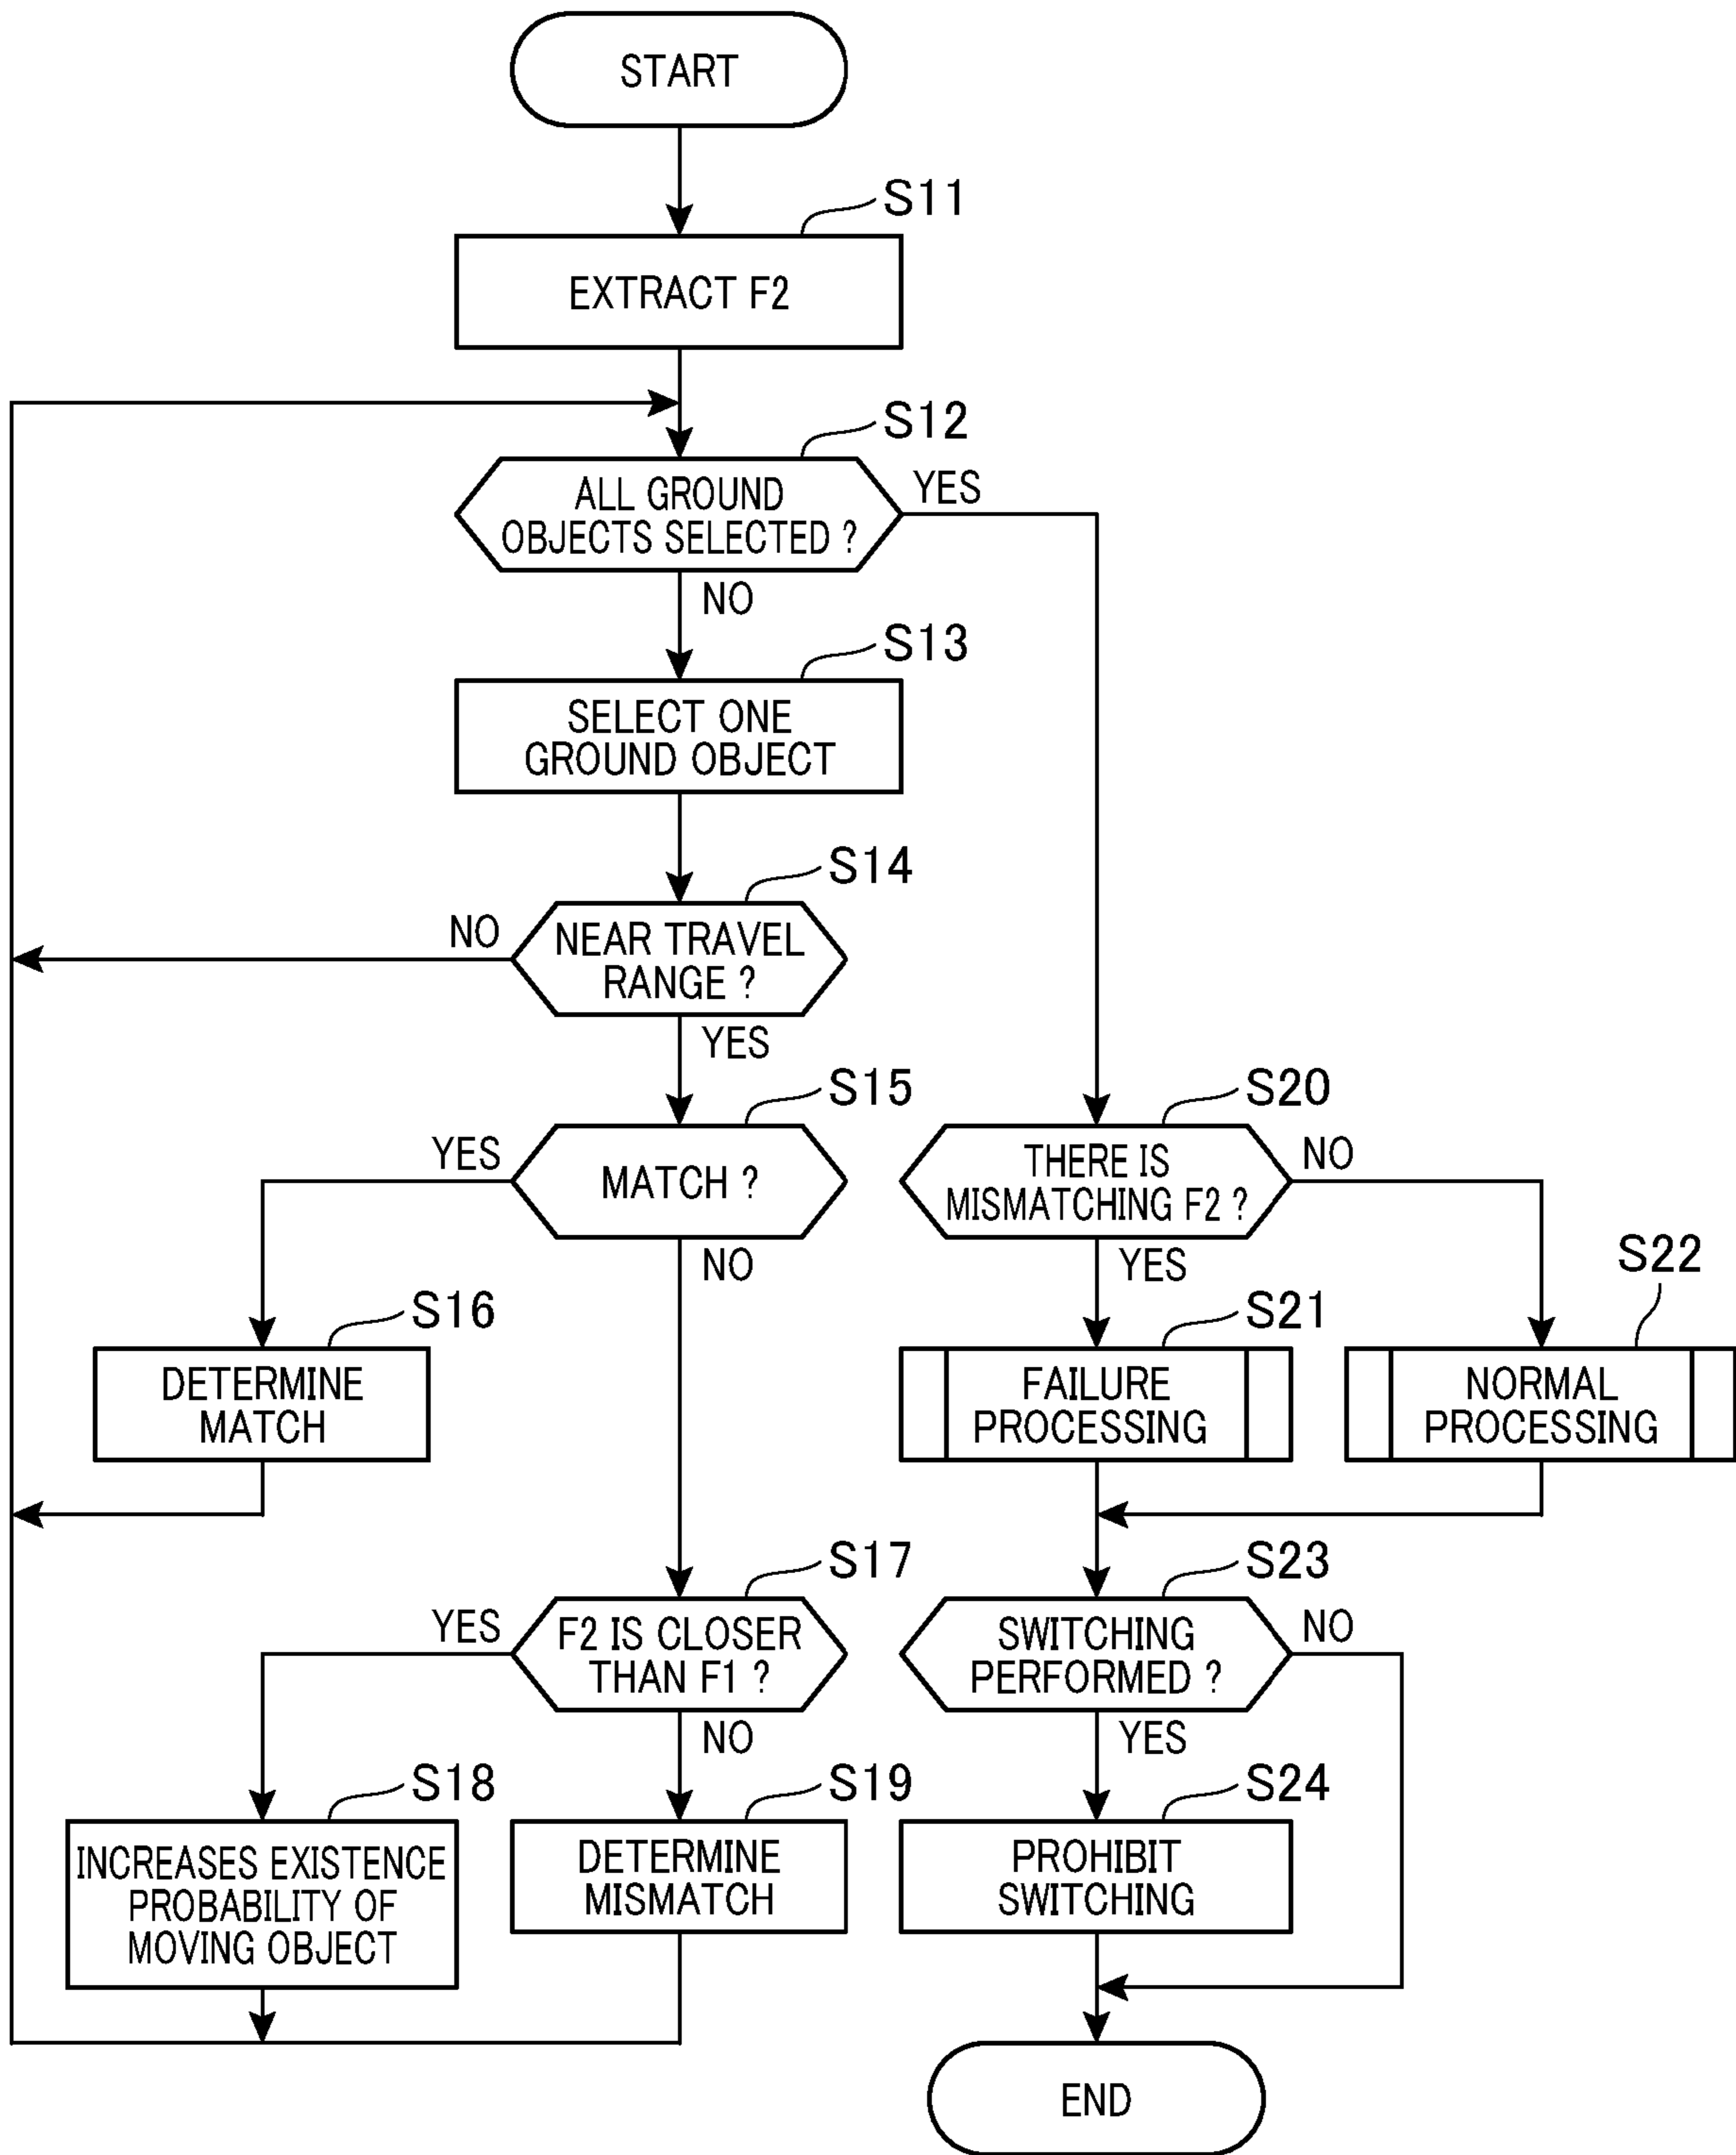 START
S11
EXTRACT F2
S12
ALL GROUND
OBJECTS SELECTED ?
YES
NO
S13
SELECT ONE
GROUND OBJECT
S14
NEAR TRAVEL
RANGE ?
NO
YES
S15
MATCH ?
YES
NO
S16
DETERMINE
MATCH
S17
F2 IS CLOSER
THAN F1 ?
YES
NO
S18
INCREASES EXISTENCE
PROBABILITY OF
MOVING OBJECT
S19
DETERMINE
MISMATCH
S20
THERE IS
MISMATCHING F2 ?
NO
YES
S21
FAILURE
PROCESSING
S22
NORMAL
PROCESSING
S23
SWITCHING
PERFORMED ?
NO
YES
S24
PROHIBIT
SWITCHING
END